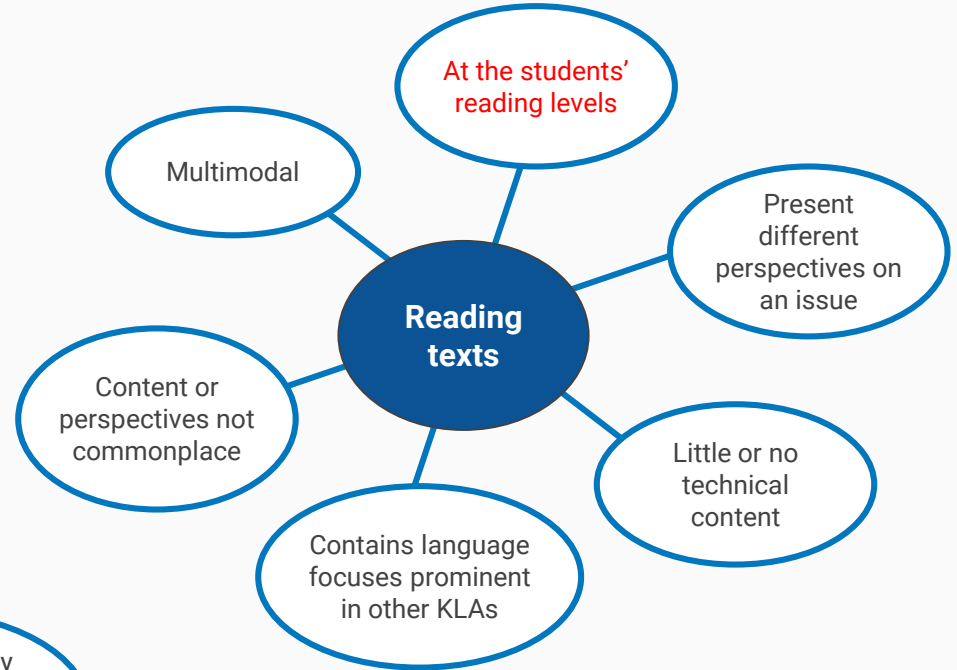 At the students'
reading levels
Multimodal
Present
different
perspectives on
an issue
Reading
texts
Content or
perspectives not
commonplace
Little or no
technical
content
Contains language
focuses prominent
in other KLAs